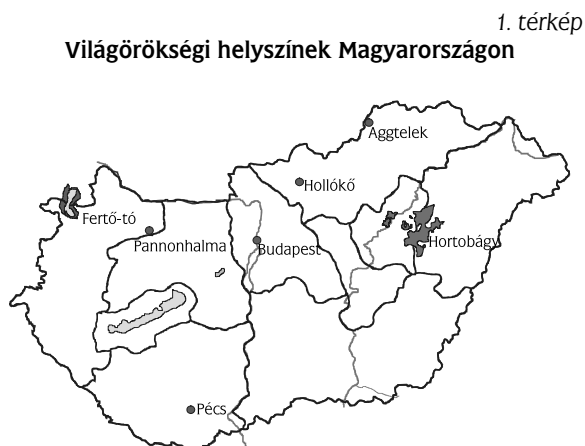 1. térkép
Világörökségi helyszínek Magyarországon
Aggtelek
Hollókő
Fertő-tó
Pannonhalma
Budapest
Hortobágy
Pécs